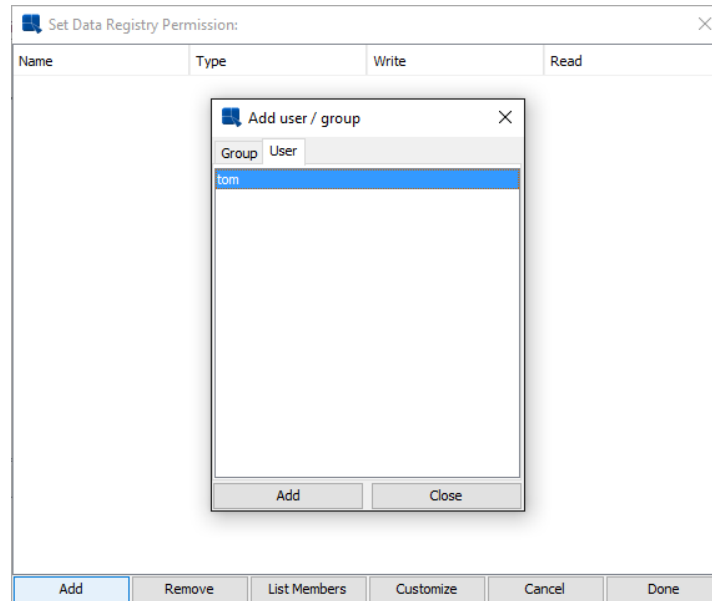 Set Data Registry Permission:
Name Type Write Read
Add user / group
Group User
tom
Add Close
Add Remove List Members Customize Cancel Done